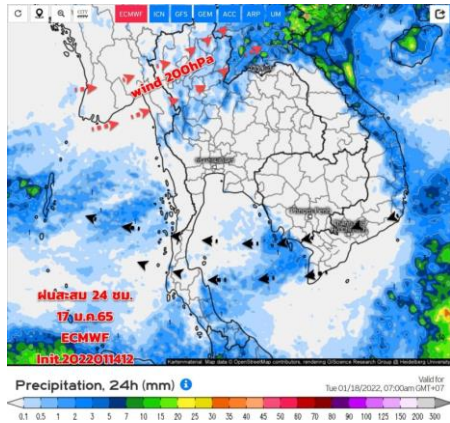 CITY
ECMWF ICN GFS GEM ACC ARP UM
wind 200hPa
ฝนสะสม 24 ชม.
17 ม.ค.65
ECMWF
Init.2022011412
Kartenmaterial: Map data © OpenStreetMap contributors, rendering GIScience Research Group @ Heidelberg University
Precipitation, 24h (mm)
Valid for
Tue 01/18/2022, 07:00am GMT+07
0.1 0.5 1 2 3 5 7 10 15 20 25 30 35 40 45 50 60 70 80 90 100 125 150 200 300